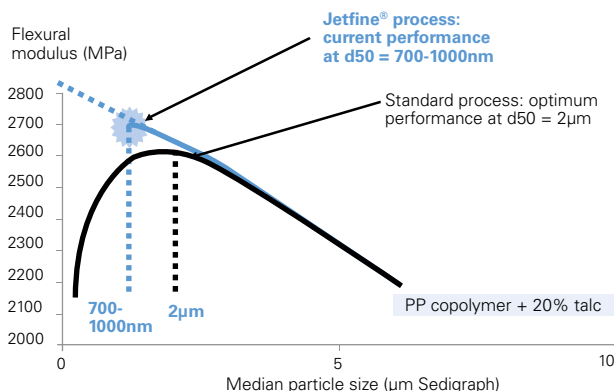 Flexural
modulus (MPa)
Jetfine® process:
current performance
at d50 = 700-1000nm
Standard process: optimum
performance at d50 = 2µm
2800
2700
2600
2500
2400
2300
2200
2100
2000
700-
1000nm
2µm
PP copolymer + 20% talc
0
5
10
Median particle size (µm Sedigraph)